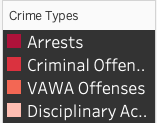 Crime Types
Arrests
Criminal Offen..
VAWA Offenses
Disciplinary Ac..